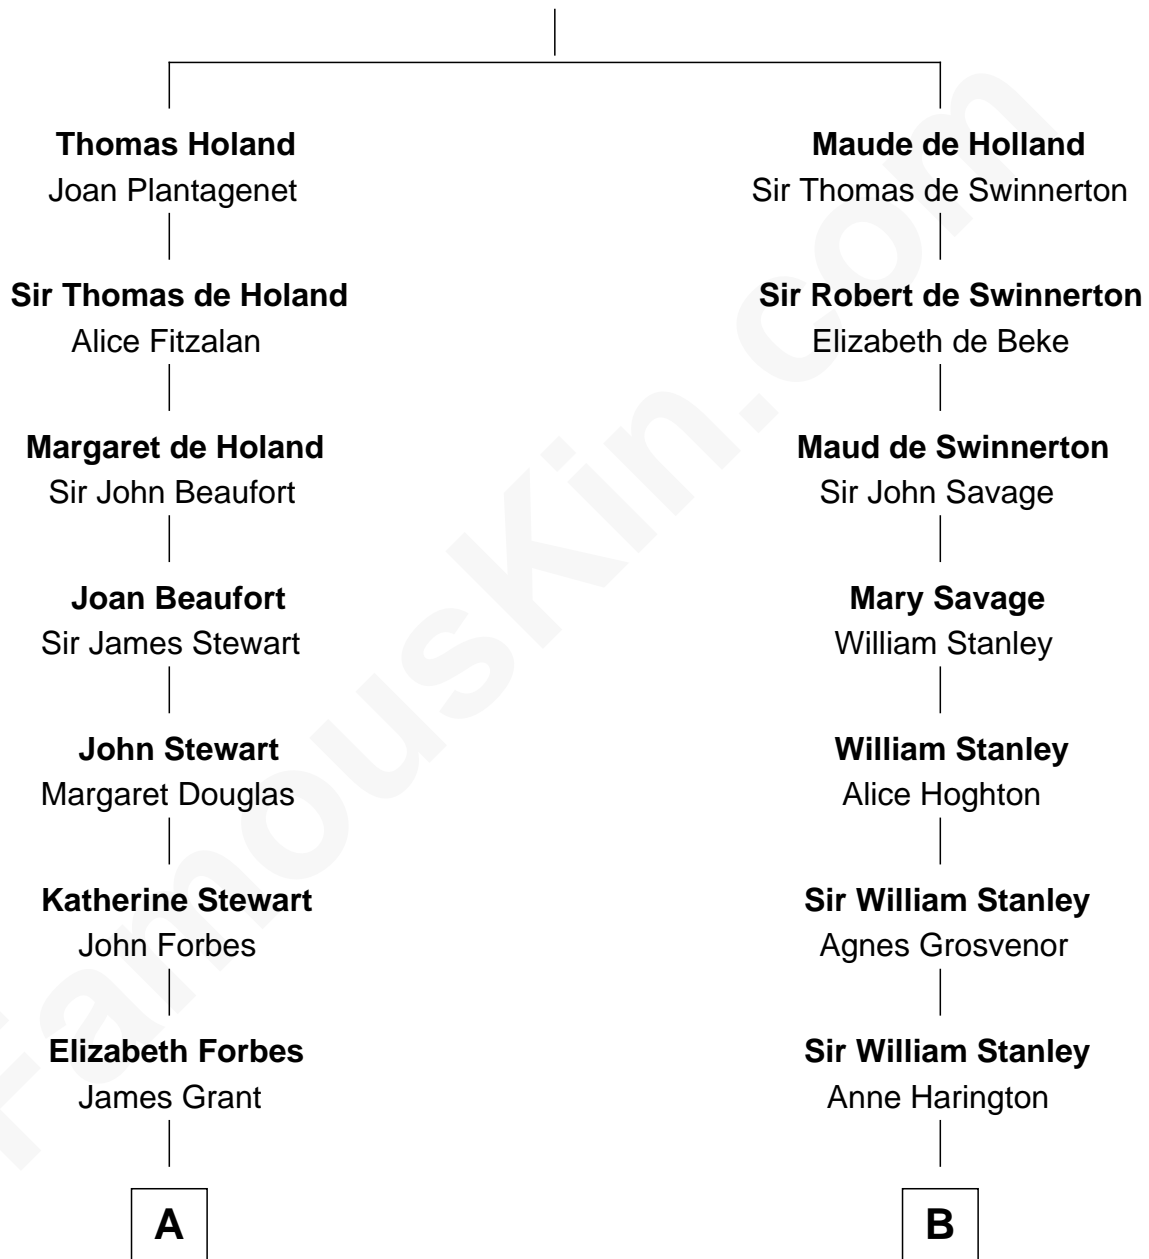 Thomas Holand
Joan Plantagenet
Maude de Holland
Sir Thomas de Swinnerton
Sir Thomas de Holand
Alice Fitzalan
Sir Robert de Swinnerton
Elizabeth de Beke
Margaret de Holand
Sir John Beaufort
Maud de Swinnerton
Sir John Savage
Joan Beaufort
Sir James Stewart
Mary Savage
William Stanley
John Stewart
Margaret Douglas
William Stanley
Alice Hoghton
Katherine Stewart
John Forbes
Sir William Stanley
Agnes Grosvenor
Elizabeth Forbes
James Grant
Sir William Stanley
Anne Harington
A
B
FamousKin.com